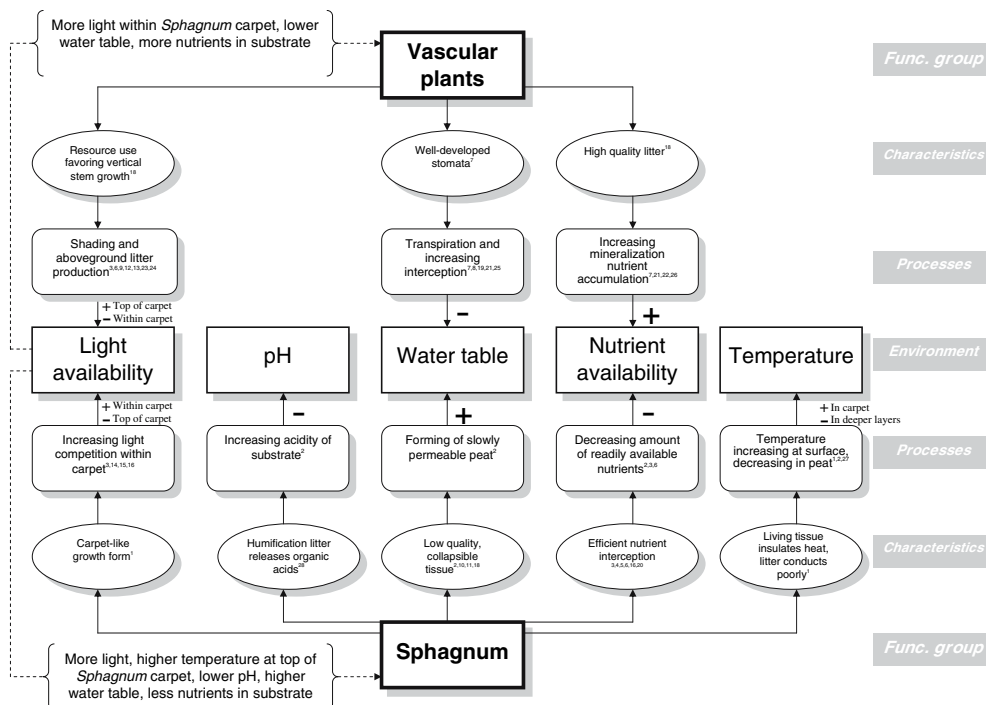 More light within Sphagnum carpet, lower
water table, more nutrients in substrate
Vascular
plants
Func. group
Resource use
favoring vertical
stem growth18
Well-developed
stomata7
High quality litter18
Characteristics
Shading and
aboveground litter
production3,6,9,12,13,23,24
Transpiration and
increasing
interception7,8,19,21,25
Increasing
mineralization
nutrient
accumulation7,21,22,26
Processes
+ Top of carpet
− Within carpet
−
+
Light
availability
pH
Water table
Nutrient
availability
Temperature
Environment
+ Within carpet
− Top of carpet
−
+
−
+ In carpet
− In deeper layers
Increasing light
competition within
carpet3,14,15,16
Increasing acidity of
substrate2
Forming of slowly
permeable peat2
Decreasing amount
of readily available
nutrients2,3,6
Temperature
increasing at surface,
decreasing in peat1,2,27
Processes
Carpet-like
growth form1
Humification litter
releases organic
acids28
Low quality,
collapsible
tissue2,10,11,18
Efficient nutrient
interception
3,4,5,6,16,20
Living tissue
insulates heat,
litter conducts
poorly1
Characteristics
Sphagnum
Func. group
More light, higher temperature at top of
Sphagnum carpet, lower pH, higher
water table, less nutrients in substrate